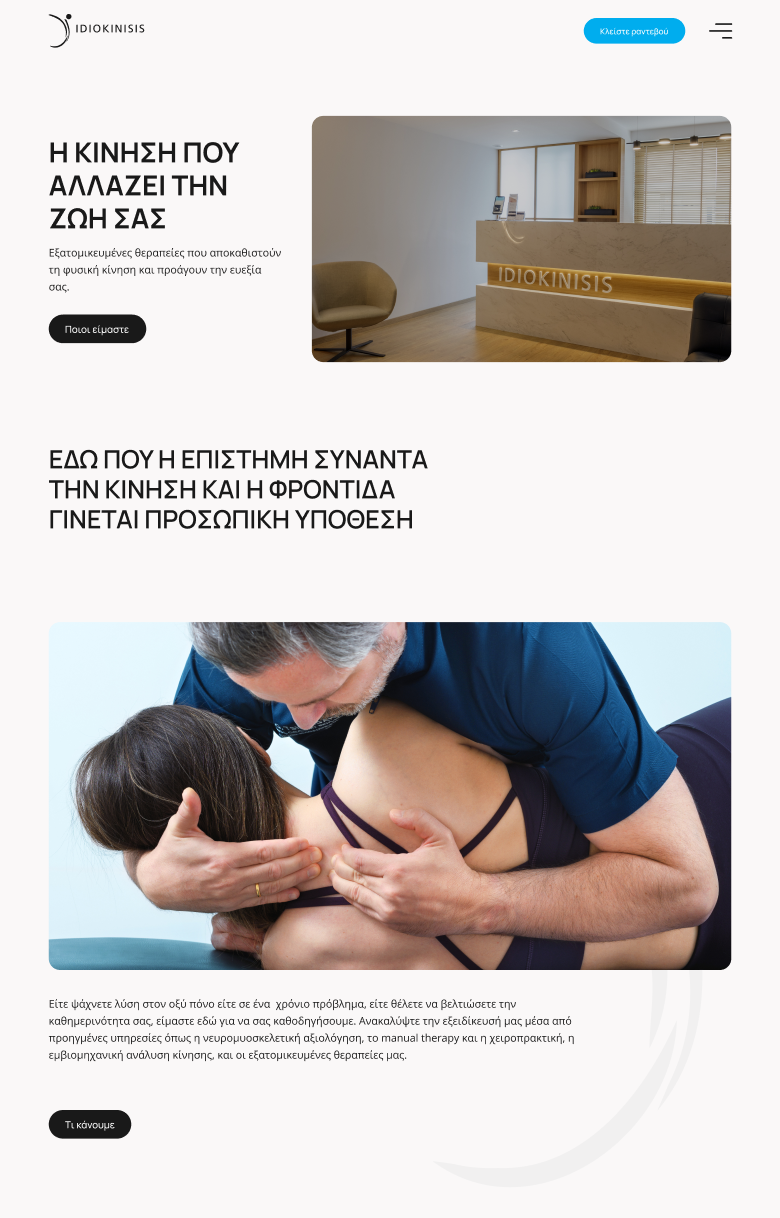 IDIOKINISIS
Κλείστε ραντεβού
Η ΚΙΝΗΣΗ ΠΟΥ
ΑΛΛΑΖΕΙ ΤΗΝ
ΖΩΗ ΣΑΣ
Εξατομικευμένες θεραπείες που αποκαθιστούν
τη φυσική κίνηση και προάγουν την ευεξία
σας.
Ποιοι είμαστε
IDIOKINISIS
ΕΔΩ ΠΟΥ Η ΕΠΙΣΤΗΜΗ ΣΥΝΑΝΤΑ
ΤΗΝ ΚΙΝΗΣΗ ΚΑΙ Η ΦΡΟΝΤΙΔΑ
ΓΙΝΕΤΑΙ ΠΡΟΣΩΠΙΚΗ ΥΠΟΘΕΣΗ
Είτε ψάχνετε λύση στον οξύ πόνο είτε σε ένα  χρόνιο πρόβλημα, είτε θέλετε να βελτιώσετε την
καθημερινότητα σας, είμαστε εδώ για να σας καθοδηγήσουμε. Ανακαλύψτε την εξειδίκευσή μας μέσα από
προηγμένες υπηρεσίες όπως η νευρομυοσκελετική αξιολόγηση, το manual therapy και η χειροπρακτική, η
εμβιομηχανική ανάλυση κίνησης, και οι εξατομικευμένες θεραπείες μας.
Τι κάνουμε